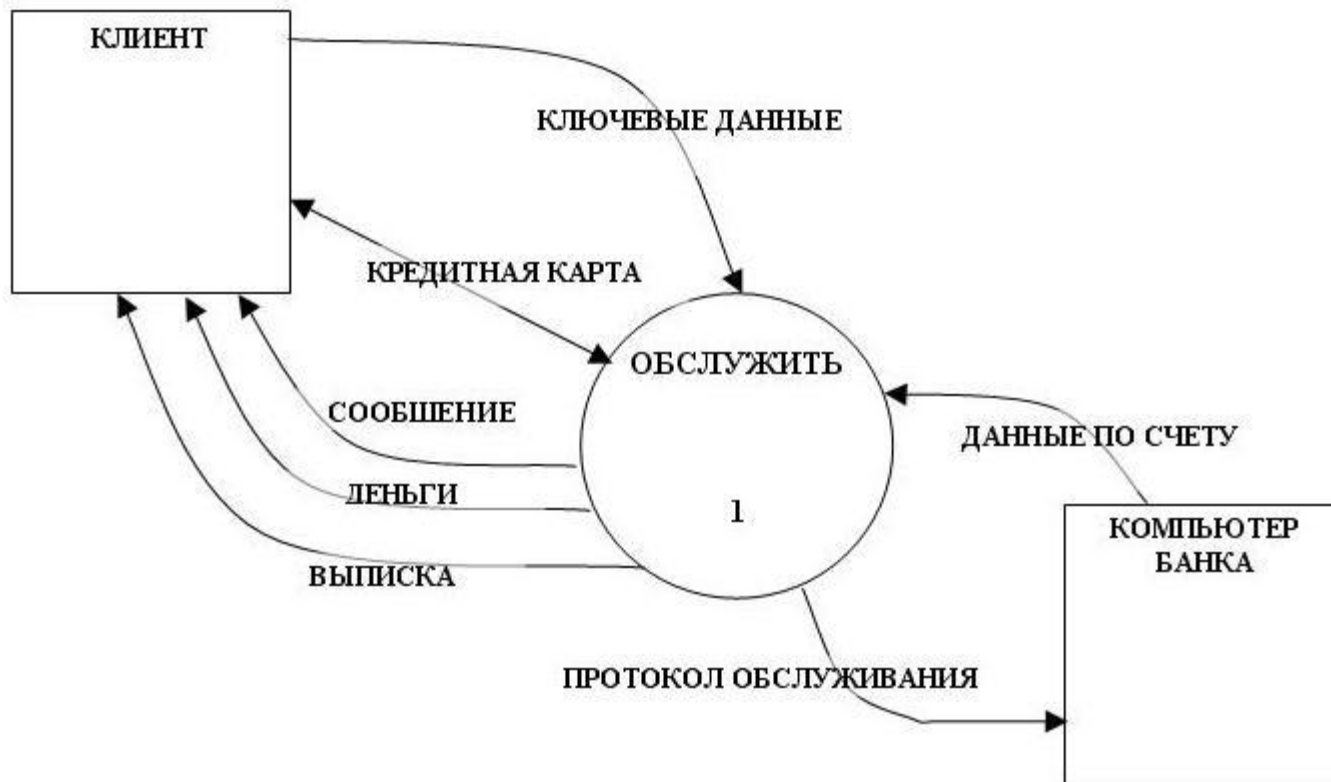 КЛИЕНТ
КЛЮЧЕВЫЕ ДАННЫЕ
КРЕДИТНАЯ КАРТА
ОБСЛУЖИТЬ
СООБШЕНИЕ
ДАННЫЕ ПО СЧЕТУ
ДЕНЬГИ
1
КОМПЬЮТЕР
БАНКА
ВЫПИСКА
ПРОТОКОЛ ОБСЛУЖИВАНИЯ